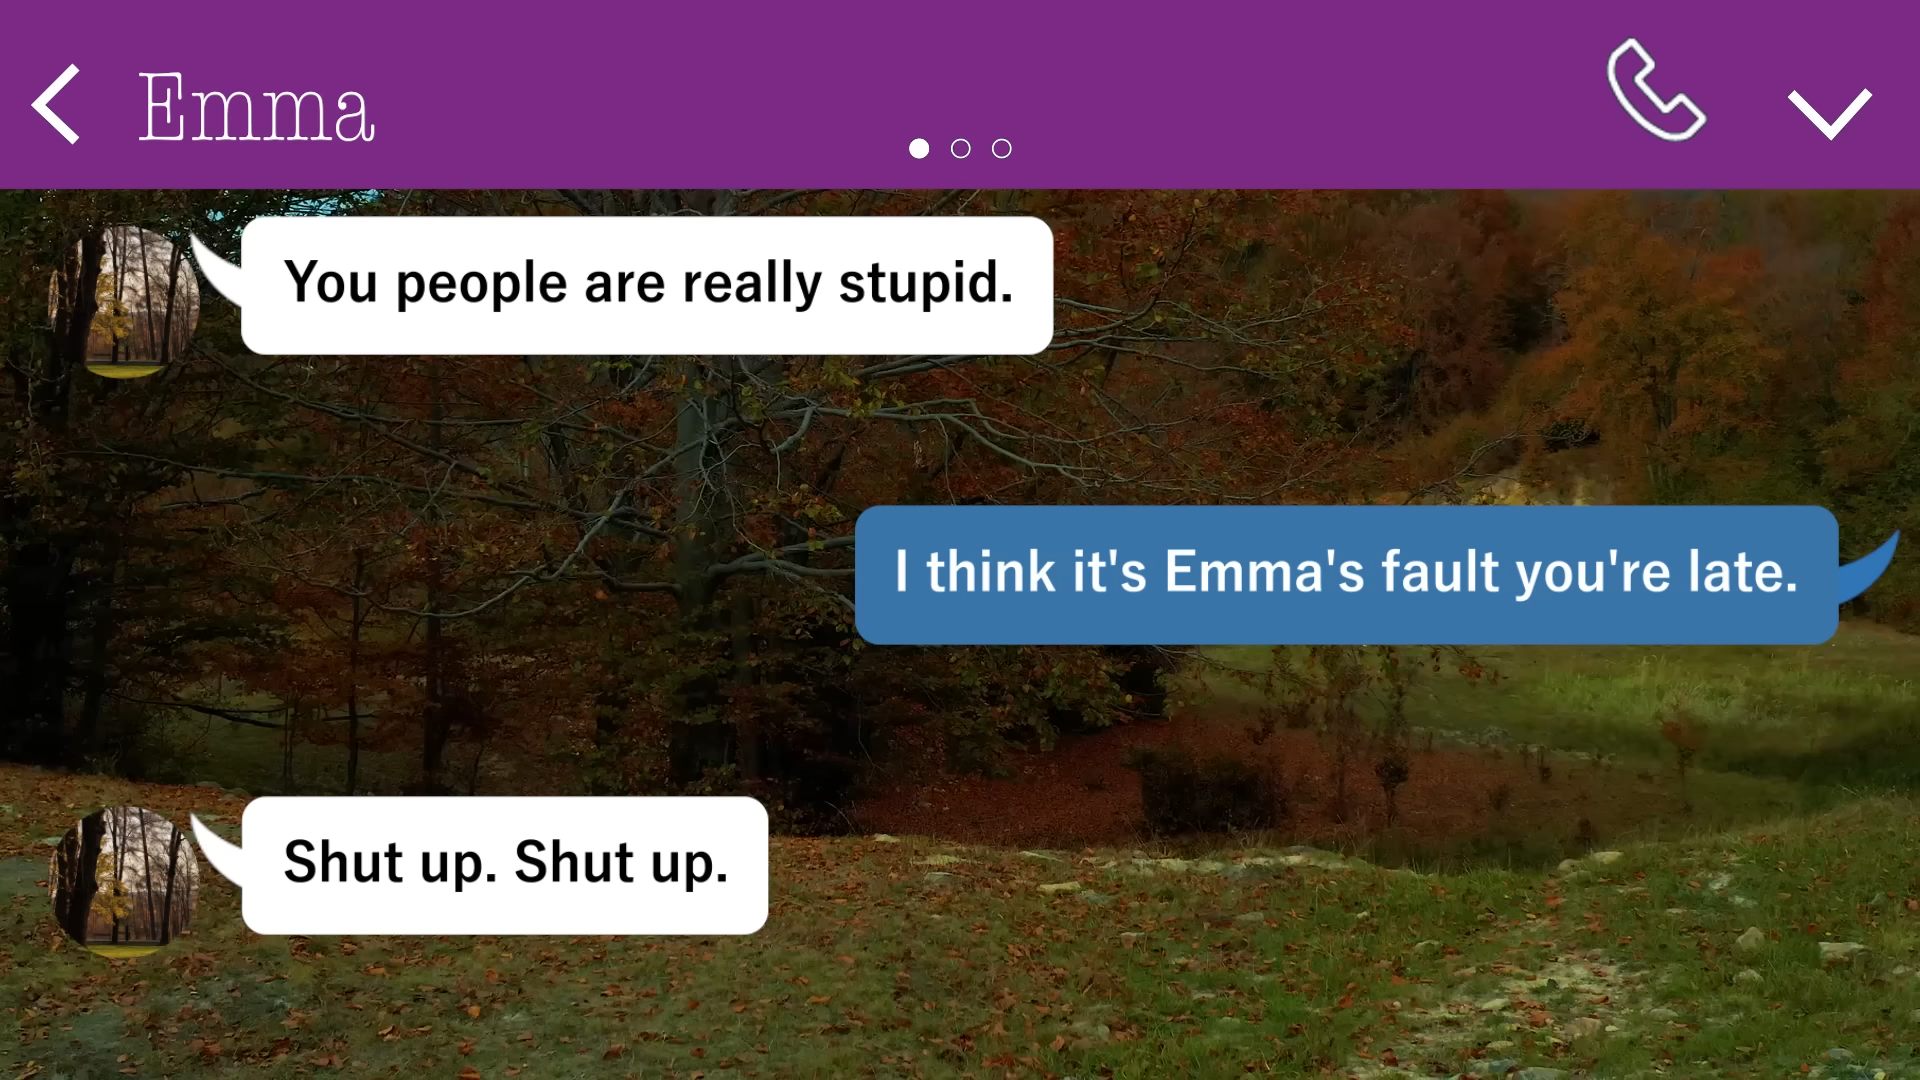 Emma
You people are really stupid.
I think it's Emma's fault you're late.
Shut up. Shut up.